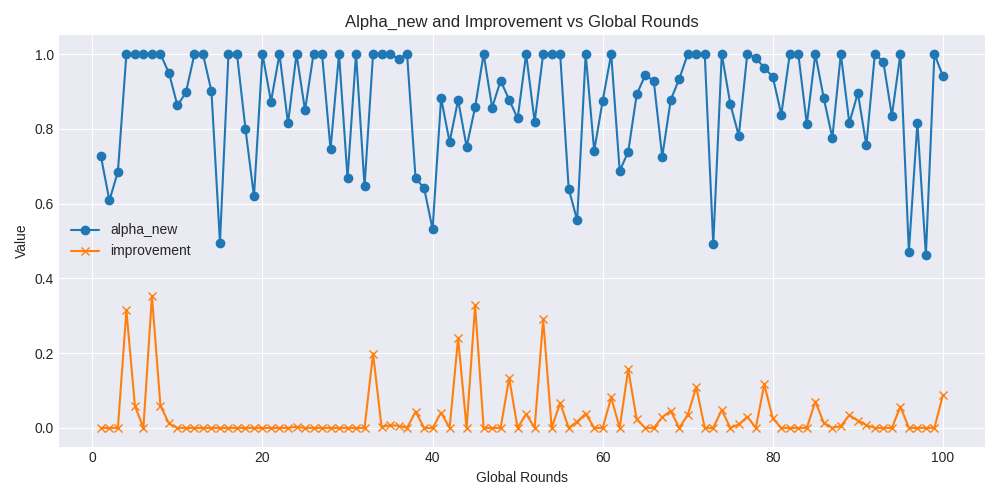 Alpha_new and Improvement vs Global Rounds
1.0
0.8
0.6
0.4
0.2
0.0
Value
alpha_new
improvement
0
20
40
60
80
100
Global Rounds